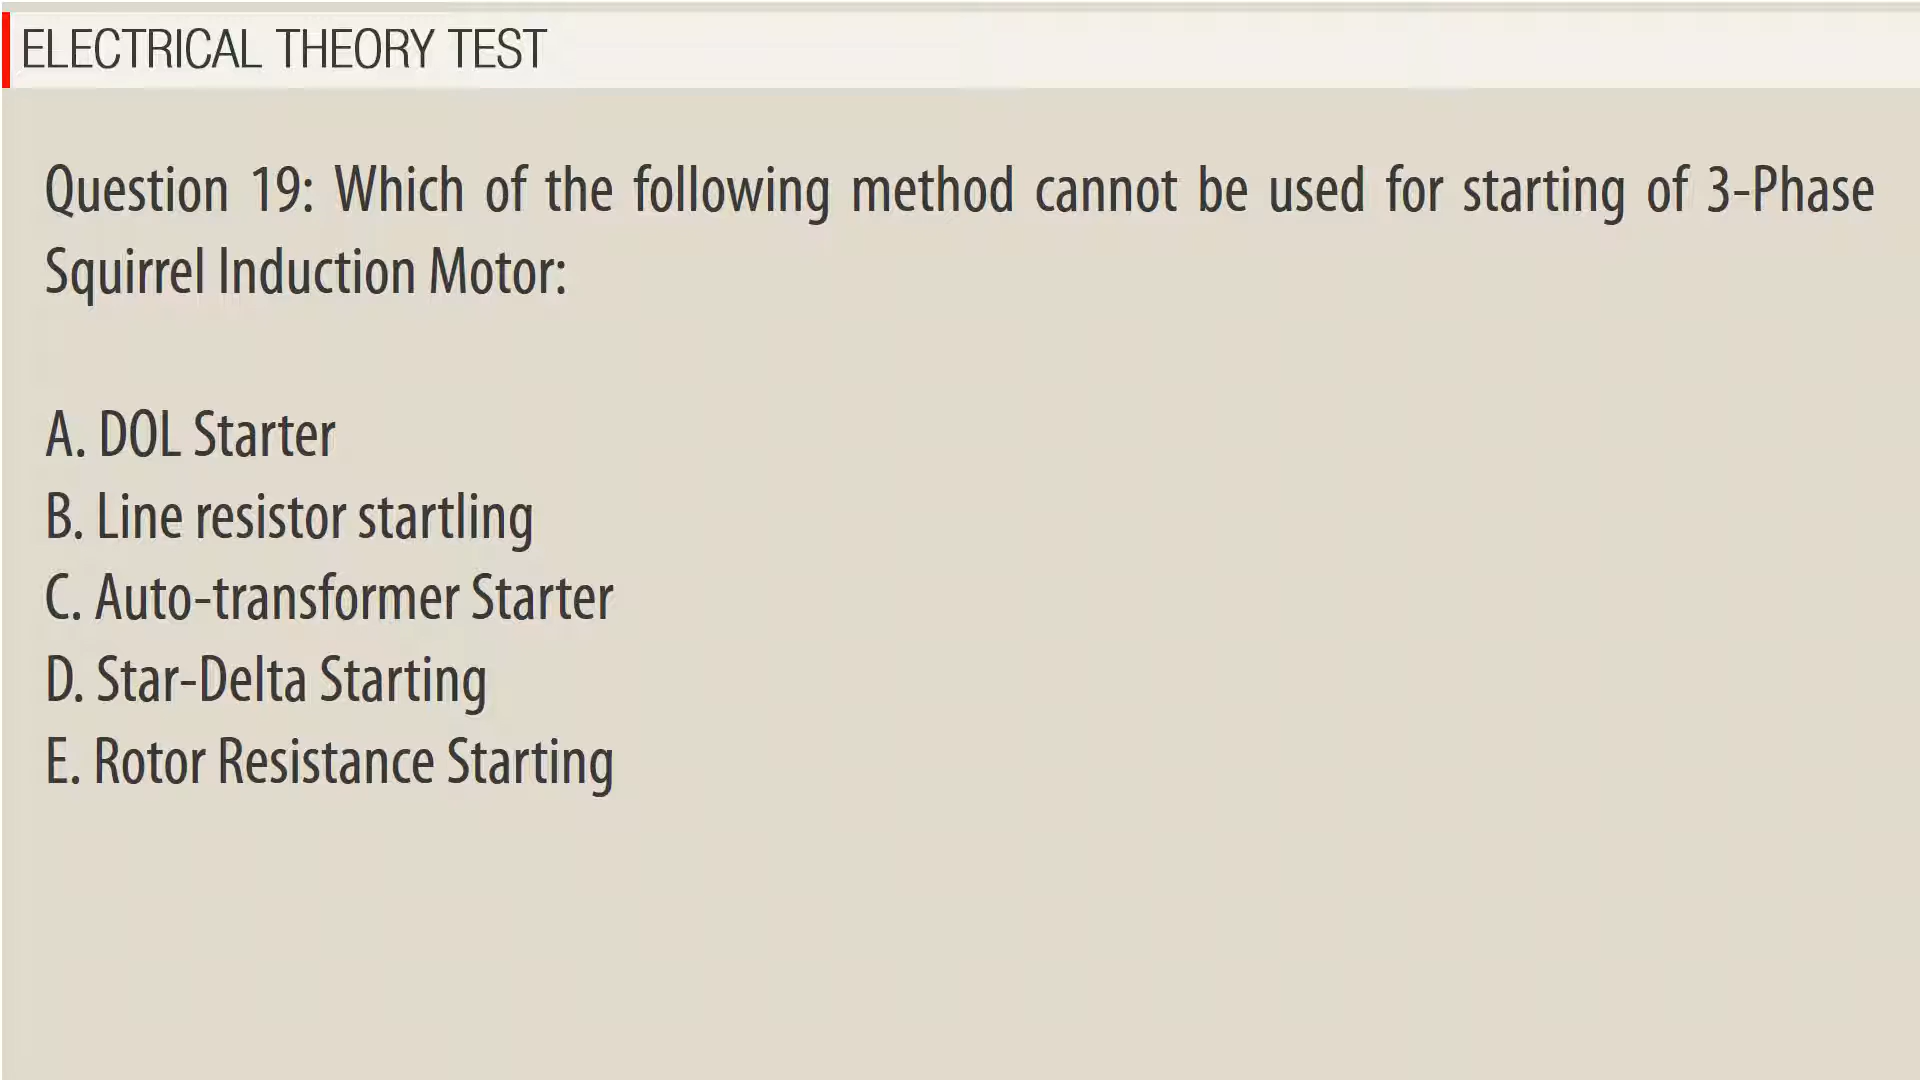 ELECTRICAL THEORY TEST
Question 19: Which of the following method cannot be used for starting of 3-Phase
Squirrel Induction Motor:
A. DOL Starter
B. Line resistor startling
C. Auto-transformer Starter
D. Star-Delta Starting
E. Rotor Resistance Starting